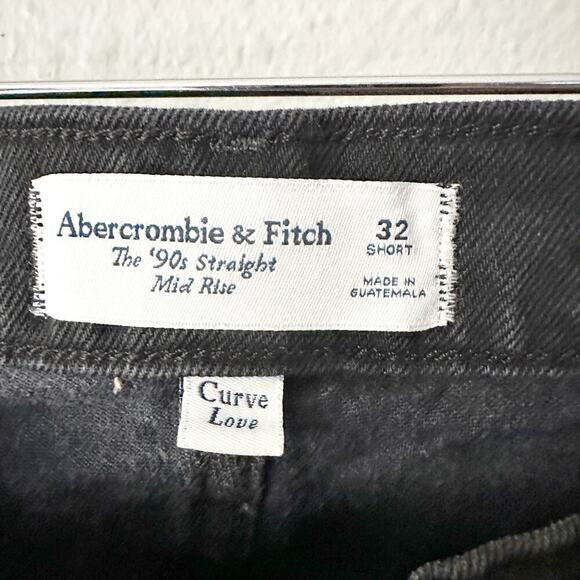 Abercrombie & Fitch
The '90s Straight
Mid Rise
32
SHORT
MADE IN
GUATEMALA
Curve
Love